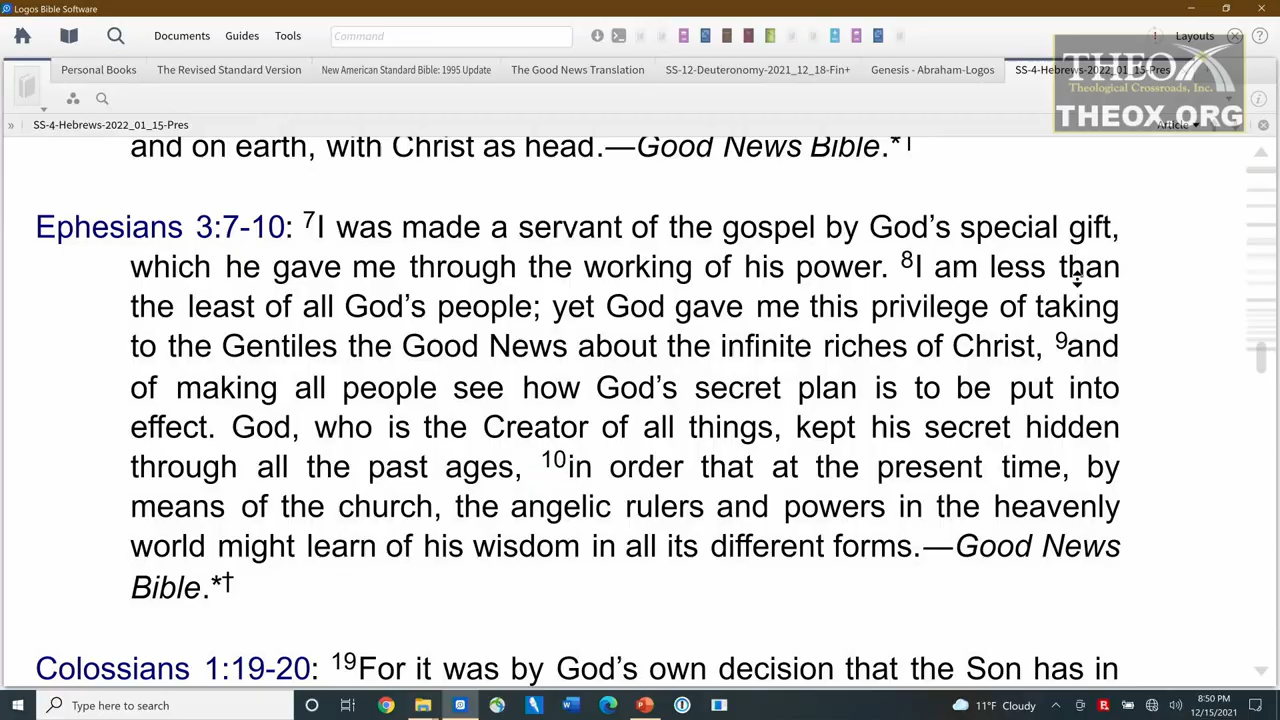 Logos Bible Software
Documents Guides Tools Command Layouts
Personal Books The Revised Standard Version Update The Good News Translation SS-12-Deuteronomy-2021_12_18-Fin+ Genesis - Abraham-Logos SS-4-Hebrews-2022_01_15-Pres
THEOX
Theological Crossroads, Inc.
THEOX.ORG
SS-4-Hebrews-2022_01_15-Pres Article
and on earth, with Christ as head.—Good News Bible.*†
Ephesians 3:7-10: 7I was made a servant of the gospel by God’s special gift,
which he gave me through the working of his power. 8I am less than
the least of all God’s people; yet God gave me this privilege of taking
to the Gentiles the Good News about the infinite riches of Christ, 9and
of making all people see how God’s secret plan is to be put into
effect. God, who is the Creator of all things, kept his secret hidden
through all the past ages, 10in order that at the present time, by
means of the church, the angelic rulers and powers in the heavenly
world might learn of his wisdom in all its different forms.—Good News
Bible.*†
Colossians 1:19-20: 19For it was by God’s own decision that the Son has in
Type here to search 11°F Cloudy 8:50 PM
12/15/2021